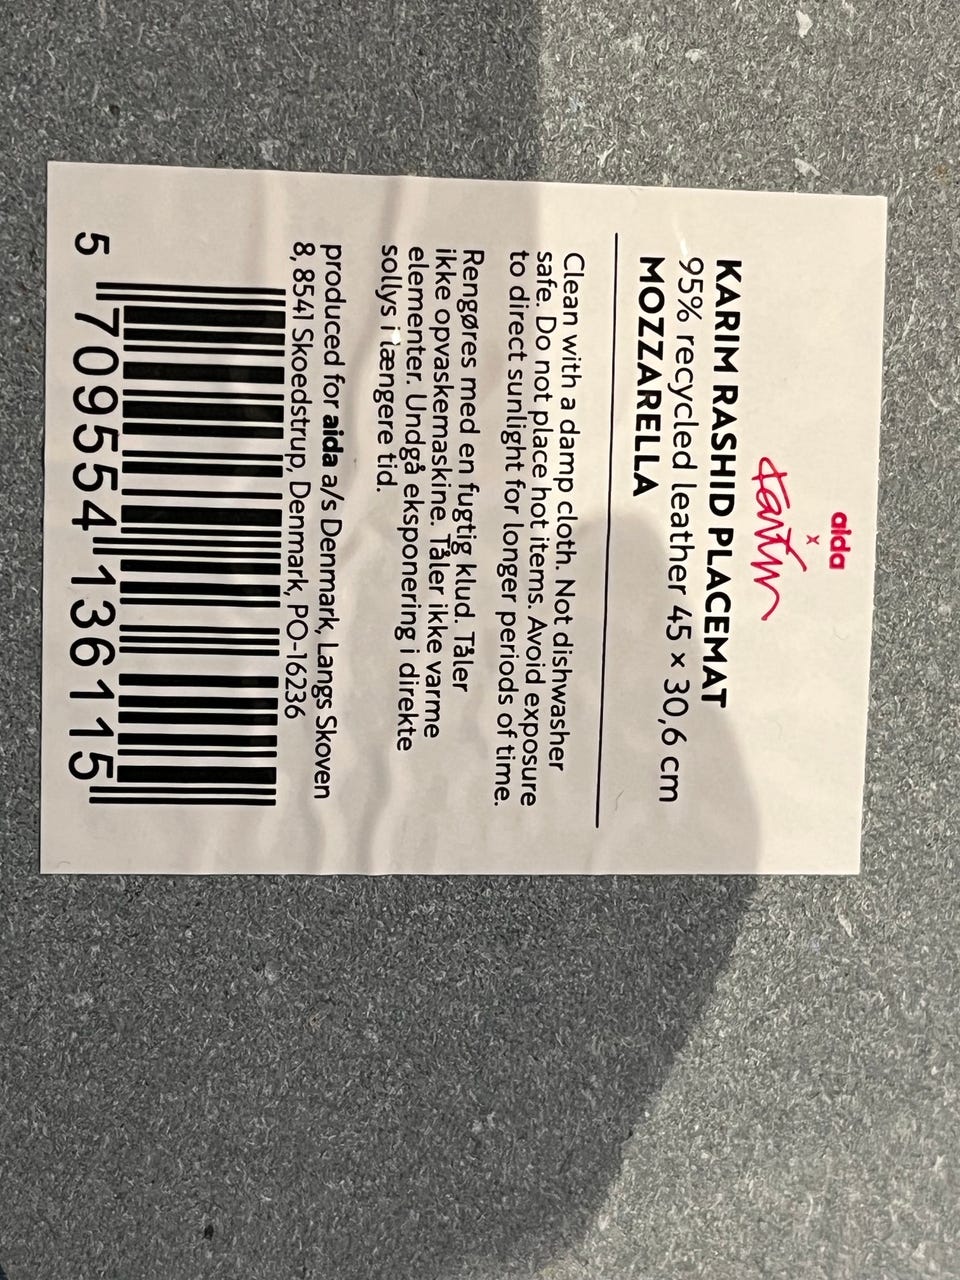 aida
x
Karim
KARIM RASHID PLACEMAT
95% recycled leather 45 x 30,6 cm
MOZZARELLA
Clean with a damp cloth. Not dishwasher
safe. Do not place hot items. Avoid exposure
to direct sunlight for longer periods of time.
Rengøres med en fugtig klud. Tåler
ikke opvaskemaskine. Tåler ikke varme
elementer. Undgå eksponering i direkte
sollys i længere tid.
produced for aida a/s Denmark, Langs Skoven
8, 8541 Skoedstrup, Denmark, PO-16236
5 709554 136115